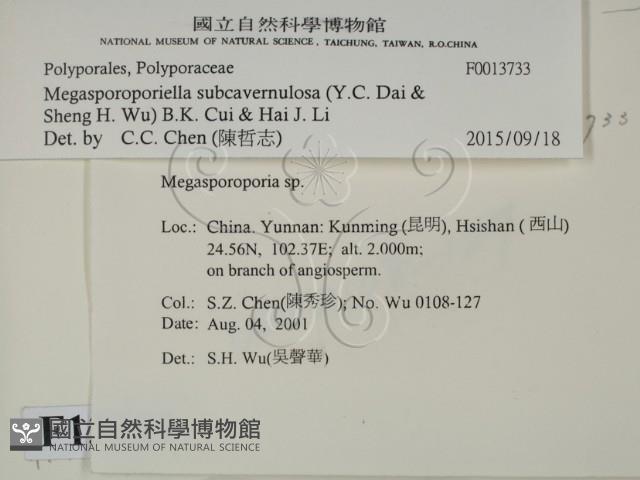 國立自然科學博物館
NATIONAL MUSEUM OF NATURAL SCIENCE, TAICHUNG, TAIWAN, R.O.CHINA
Polyporales, Polyporaceae F0013733
Megasporoporiella subcavernulosa (Y.C. Dai &
Sheng H. Wu) B.K. Cui & Hai J. Li
Det. by C.C. Chen (陳哲志) 2015/09/18
733
Megasporoporia sp.
Loc.: China. Yunnan: Kunming (昆明), Hsishan (西山)
24.56N, 102.37E; alt. 2.000m;
on branch of angiosperm.
Col.: S.Z. Chen(陳秀珍); No. Wu 0108-127
Date: Aug. 04, 2001
Det.: S.H. Wu(吳聲華)
F1
國立自然科學博物館
NATIONAL MUSEUM OF NATURAL SCIENCE